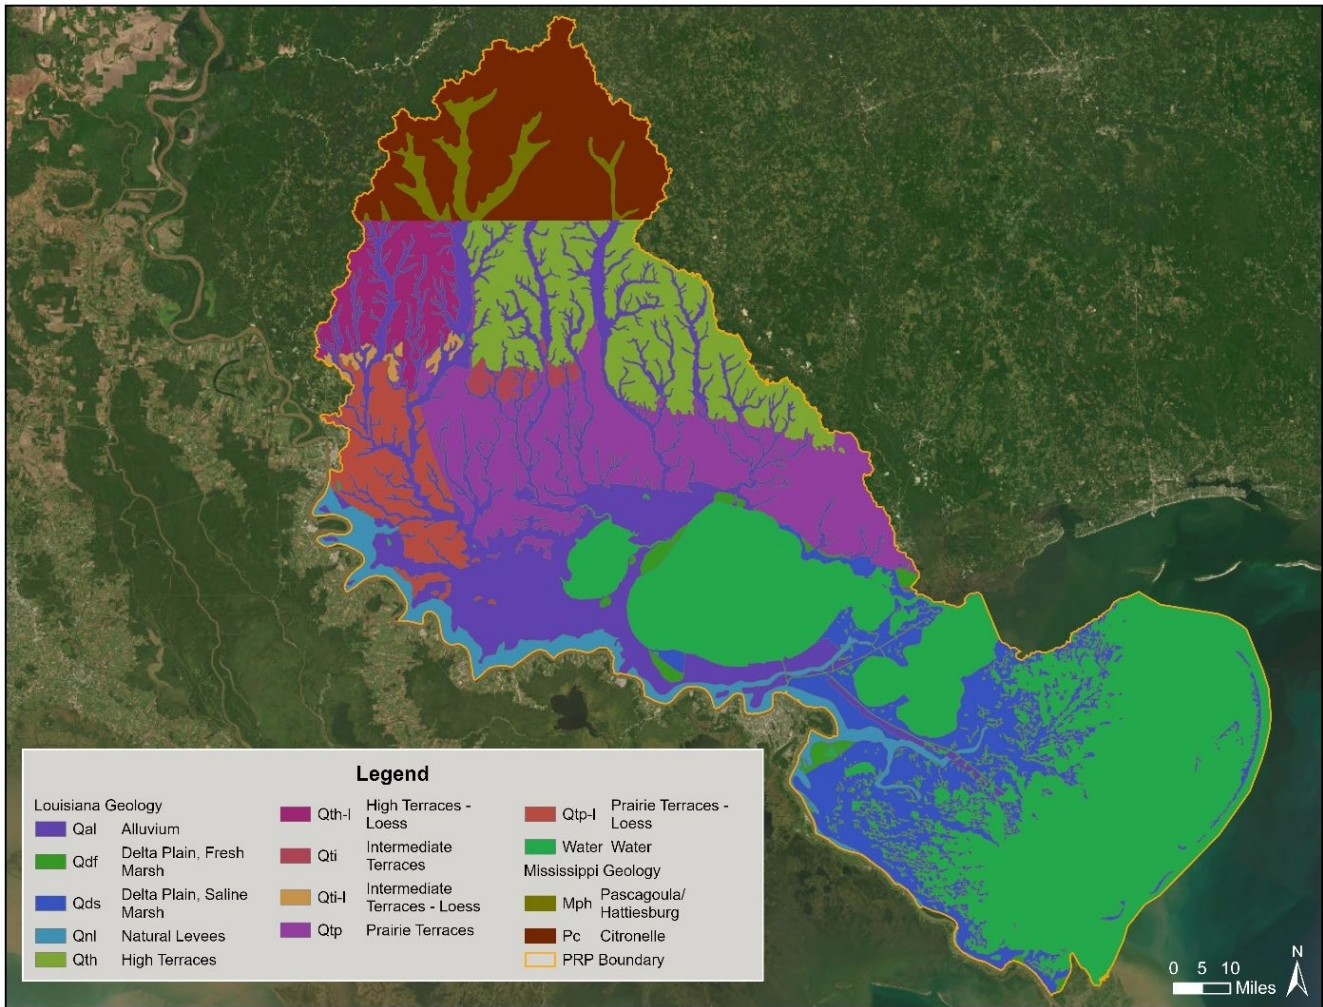 Legend
Louisiana Geology
Qal Alluvium
Qdf Delta Plain, Fresh
Marsh
Qds Delta Plain, Saline
Marsh
Qnl Natural Levees
Qth High Terraces
Qth-l High Terraces -
Loess
Qti Intermediate
Terraces
Qti-l Intermediate
Terraces - Loess
Qtp Prairie Terraces
Qtp-l Prairie Terraces -
Loess
Water Water
Mississippi Geology
Mph Pascagoula/
Hattiesburg
Pc Citronelle
PRP Boundary
N
0 5 10
Miles